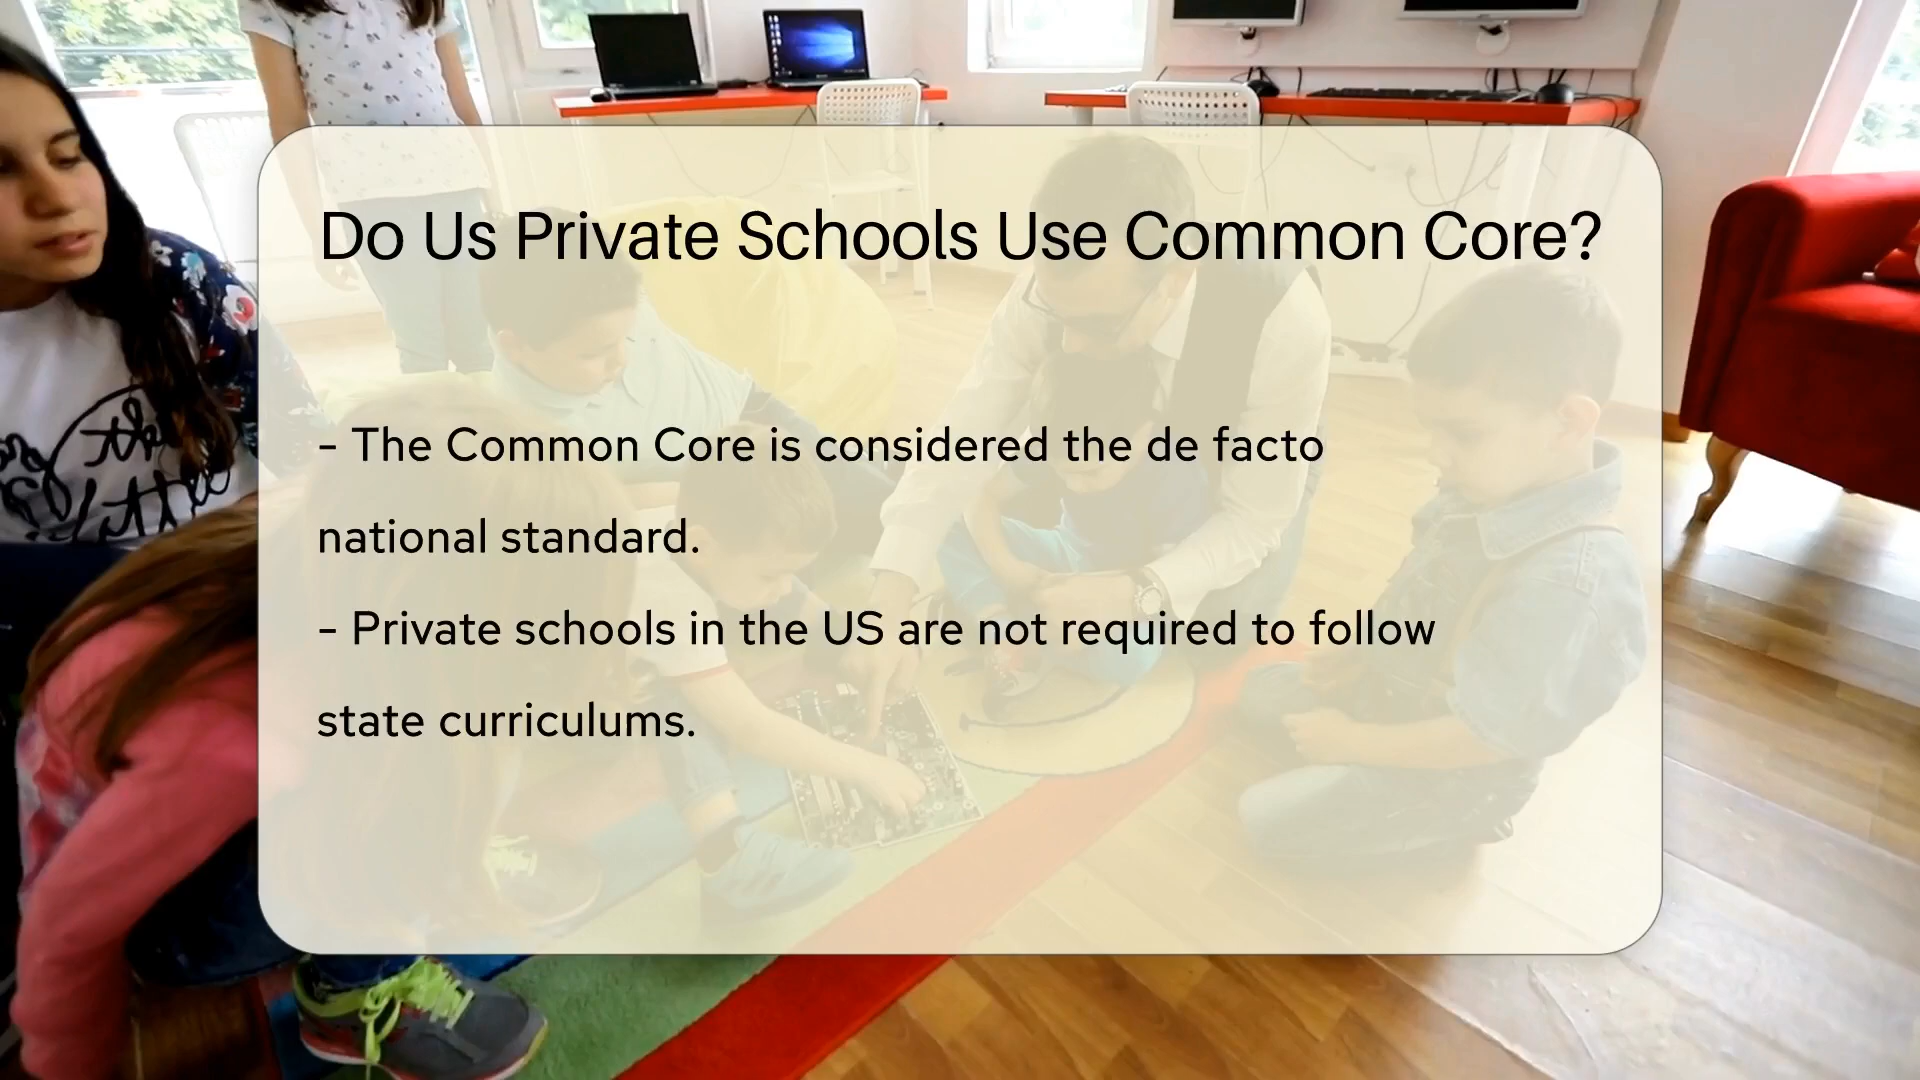 Do Us Private Schools Use Common Core?
- The Common Core is considered the de facto
national standard.
- Private schools in the US are not required to follow
state curriculums.